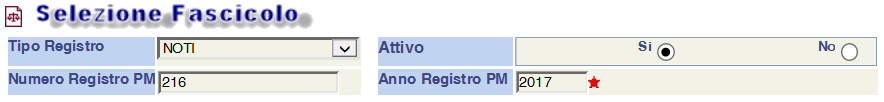 Selezione Fascicolo
Tipo Registro NOTI Attivo Si No
Numero Registro PM 216 Anno Registro PM 2017